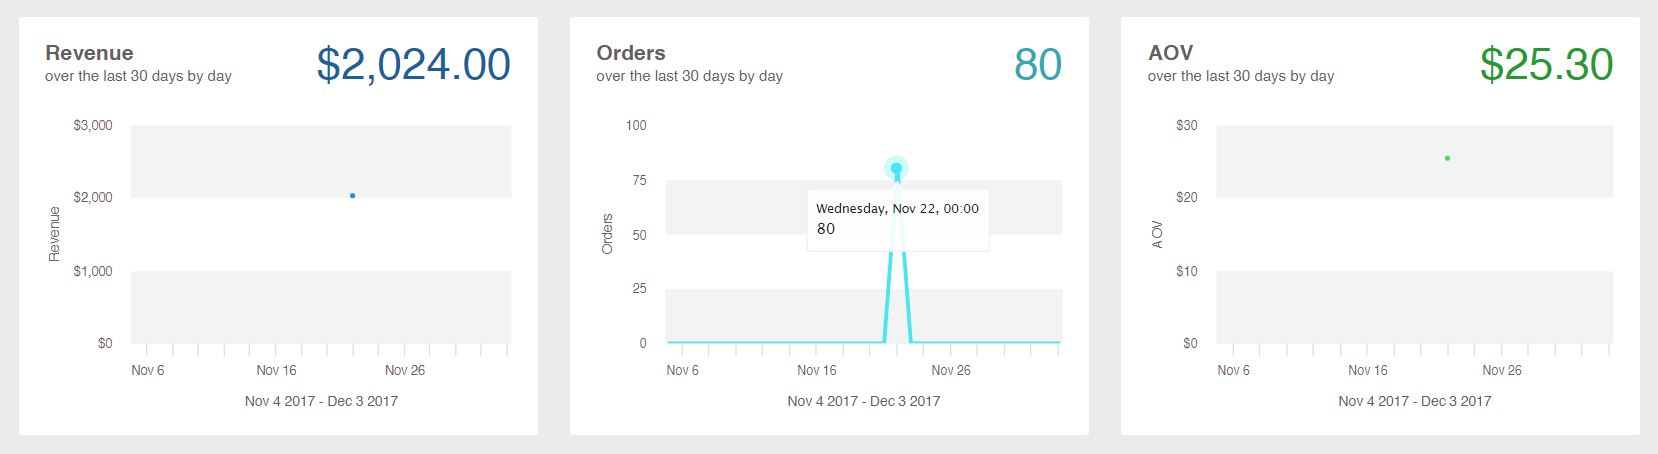 Revenue
over the last 30 days by day
$2,024.00
$3,000
$2,000
$1,000
$0
Revenue
Nov 6
Nov 16
Nov 26
Nov 4 2017 - Dec 3 2017
Orders
over the last 30 days by day
80
100
75
50
25
0
Orders
Wednesday, Nov 22, 00:00
80
Nov 6
Nov 16
Nov 26
Nov 4 2017 - Dec 3 2017
AOV
over the last 30 days by day
$25.30
$30
$20
$10
$0
AOV
Nov 6
Nov 16
Nov 26
Nov 4 2017 - Dec 3 2017